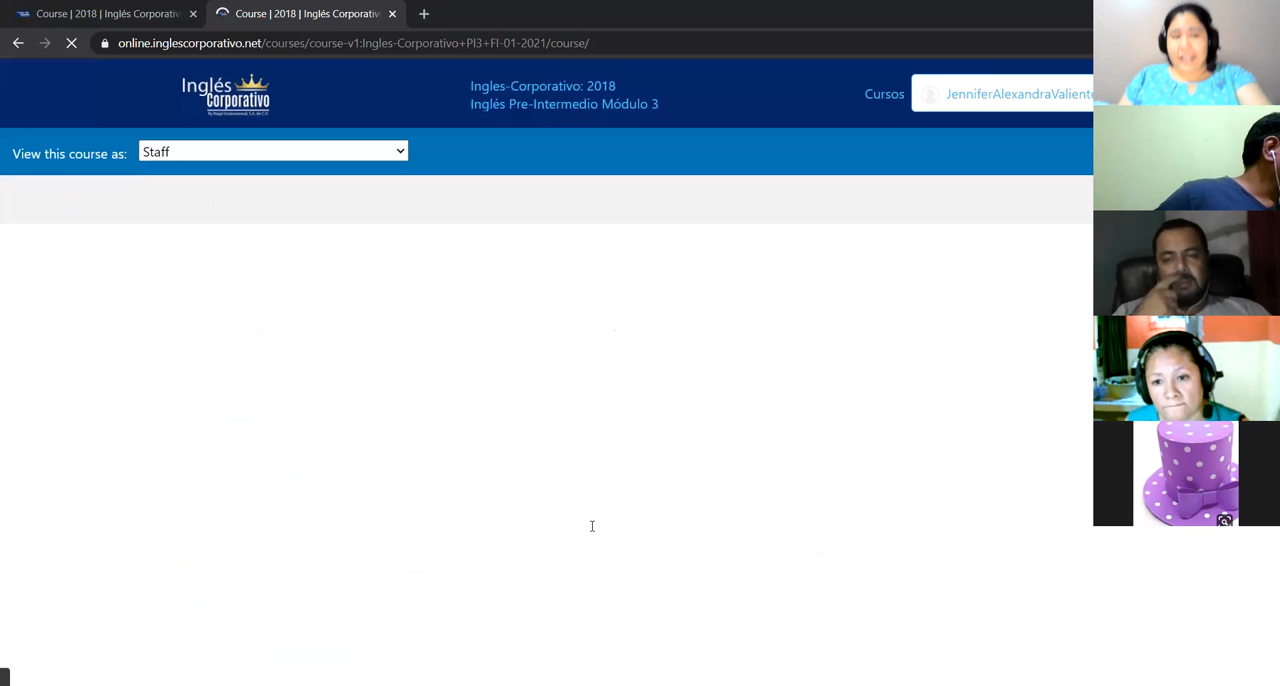 Course | 2018 | Inglés Corporativ
Course | 2018 | Inglés Corporativ
online.inglescorporativo.net/courses/course-v1:Ingles-Corporativo+PI3+FI-01-2021/course/
Inglés
Corporativo
Ingles-Corporativo: 2018
Inglés Pre-Intermedio Módulo 3
Cursos
JenniferAlexandraValiente
View this course as:
Staff